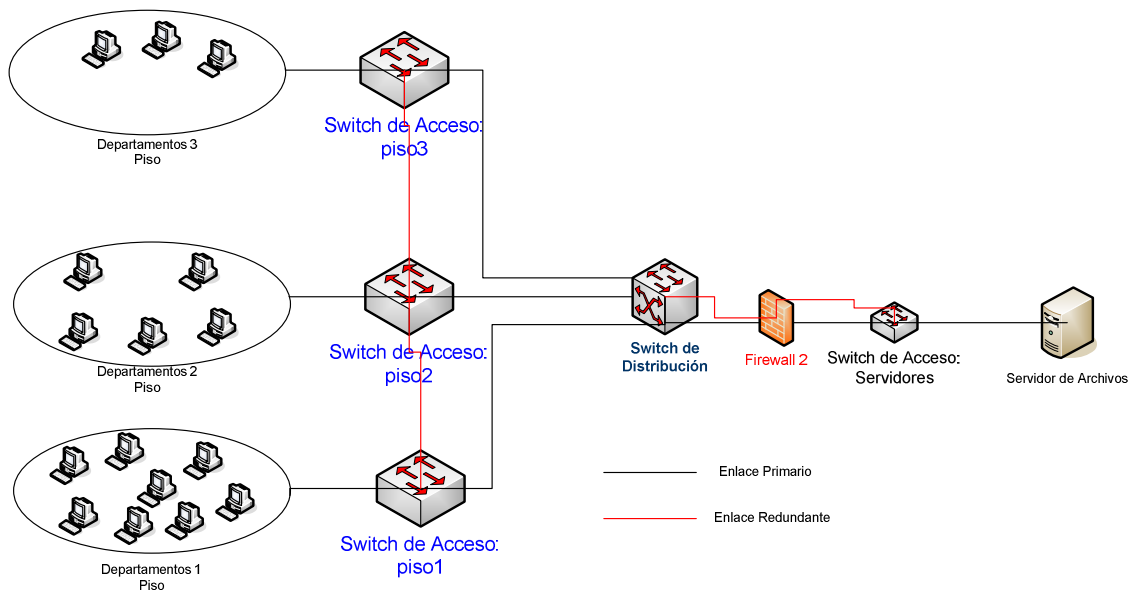 Switch de Acceso:
piso3
Departamentos 3
Piso
Switch de Acceso:
piso2
Departamentos 2
Piso
Switch de
Distribución
Firewall 2
Switch de Acceso:
Servidores
Servidor de Archivos
Enlace Primario
Enlace Redundante
Switch de Acceso:
piso1
Departamentos 1
Piso